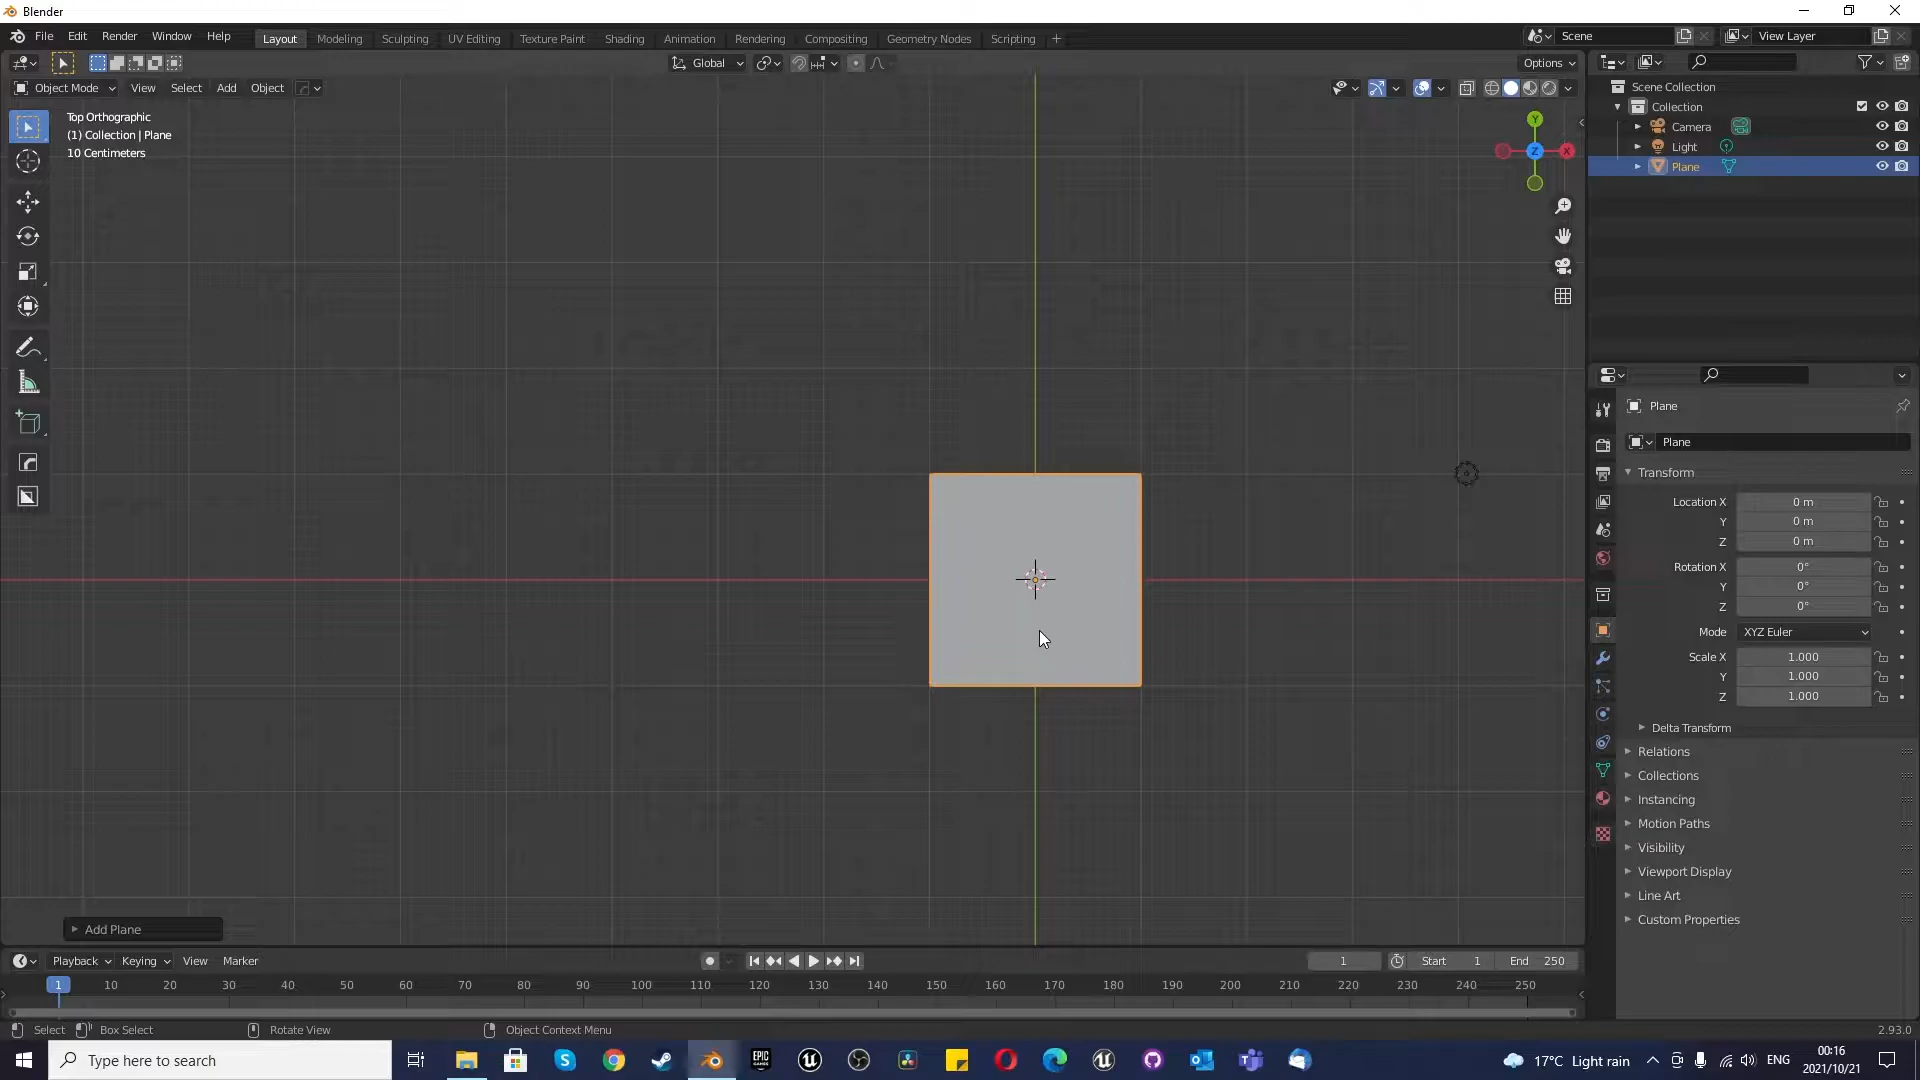 Blender
File Edit Render Window Help Layout Modeling Sculpting UV Editing Texture Paint Shading Animation Rendering Compositing Geometry Nodes Scripting + Scene View Layer
Global Options
Object Mode View Select Add Object
Top Orthographic
(1) Collection | Plane
10 Centimeters
Y
X
Z
Scene Collection
Collection
Camera
Light
Plane
Plane
Plane
Transform
Location X 0 m
Y 0 m
Z 0 m
Rotation X 0°
Y 0°
Z 0°
Mode XYZ Euler
Scale X 1.000
Y 1.000
Z 1.000
Delta Transform
Relations
Collections
Instancing
Motion Paths
Visibility
Viewport Display
Line Art
Custom Properties
Add Plane
Playback Keying View Marker 1 Start 1 End 250
1 10 20 30 40 50 60 70 80 90 100 110 120 130 140 150 160 170 180 190 200 210 220 230 240 250
Select Box Select Rotate View Object Context Menu 2.93.0
Type here to search
EPIC GAMES
17°C Light rain ENG
00:16
2021/10/21